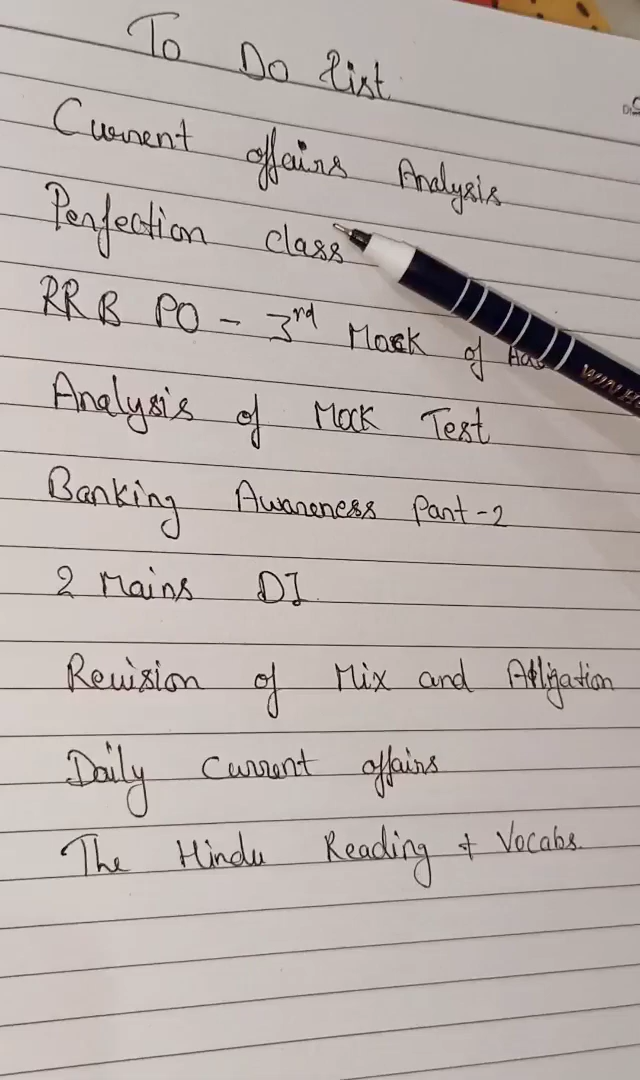 To Do list
Current affairs Analysis
Perfection class
RRB PO - 3rd Mock of
Analysis of Mock Test
Banking Awareness Part-2
2 Mains DI
Revision of Mix and Alligation
Daily Current affairs
The Hindu Reading + Vocabs.